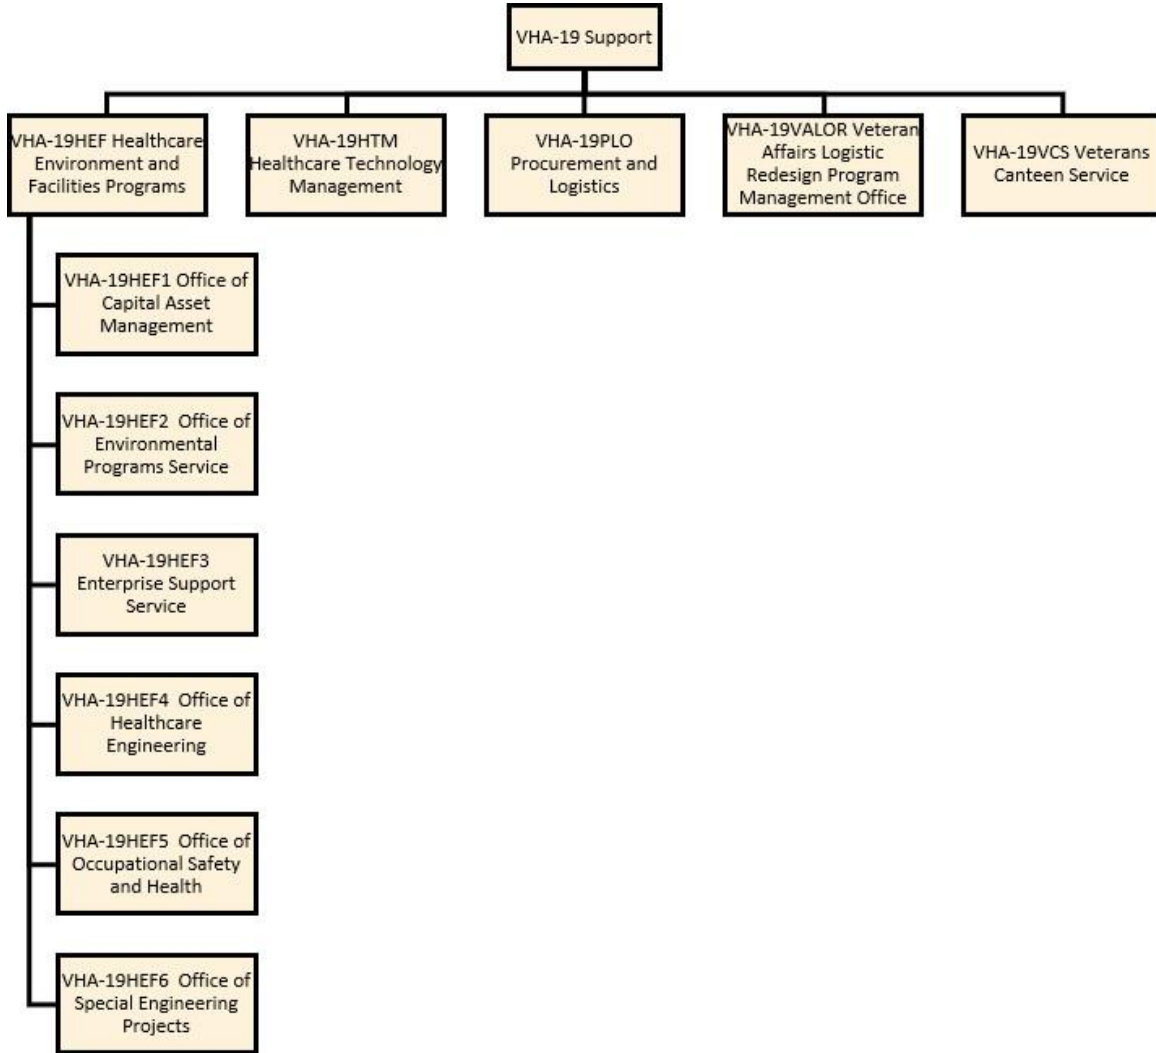 VHA-19 Support
VHA-19HEF Healthcare
Environment and
Facilities Programs
VHA-19HTM
Healthcare Technology
Management
VHA-19PLO
Procurement and
Logistics
VHA-19VALOR Veteran
Affairs Logistic
Redesign Program
Management Office
VHA-19VCS Veterans
Canteen Service
VHA-19HEF1 Office of
Capital Asset
Management
VHA-19HEF2  Office of
Environmental
Programs Service
VHA-19HEF3
Enterprise Support
Service
VHA-19HEF4  Office of
Healthcare
Engineering
VHA-19HEF5  Office of
Occupational Safety
and Health
VHA-19HEF6  Office of
Special Engineering
Projects